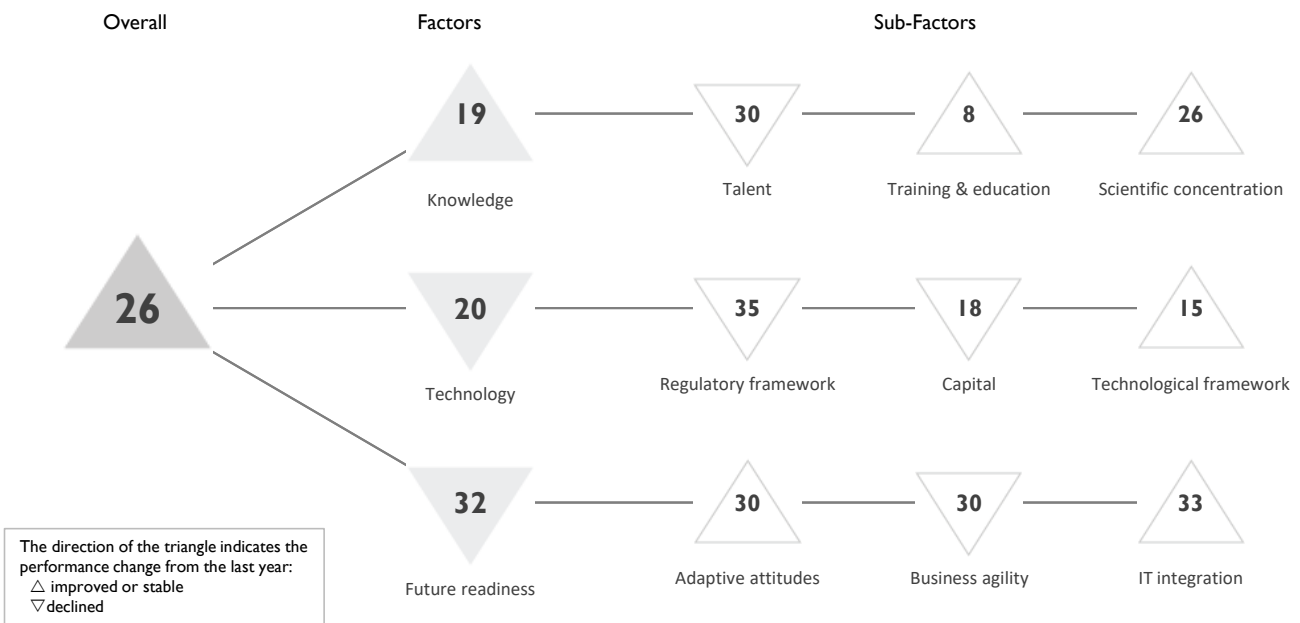 Overall
Factors
Sub-Factors
19
30
8
26
Knowledge
Talent
Training & education
Scientific concentration
26
20
35
18
15
Technology
Regulatory framework
Capital
Technological framework
32
30
30
33
Future readiness
Adaptive attitudes
Business agility
IT integration
The direction of the triangle indicates the
performance change from the last year:
△ improved or stable
▽ declined